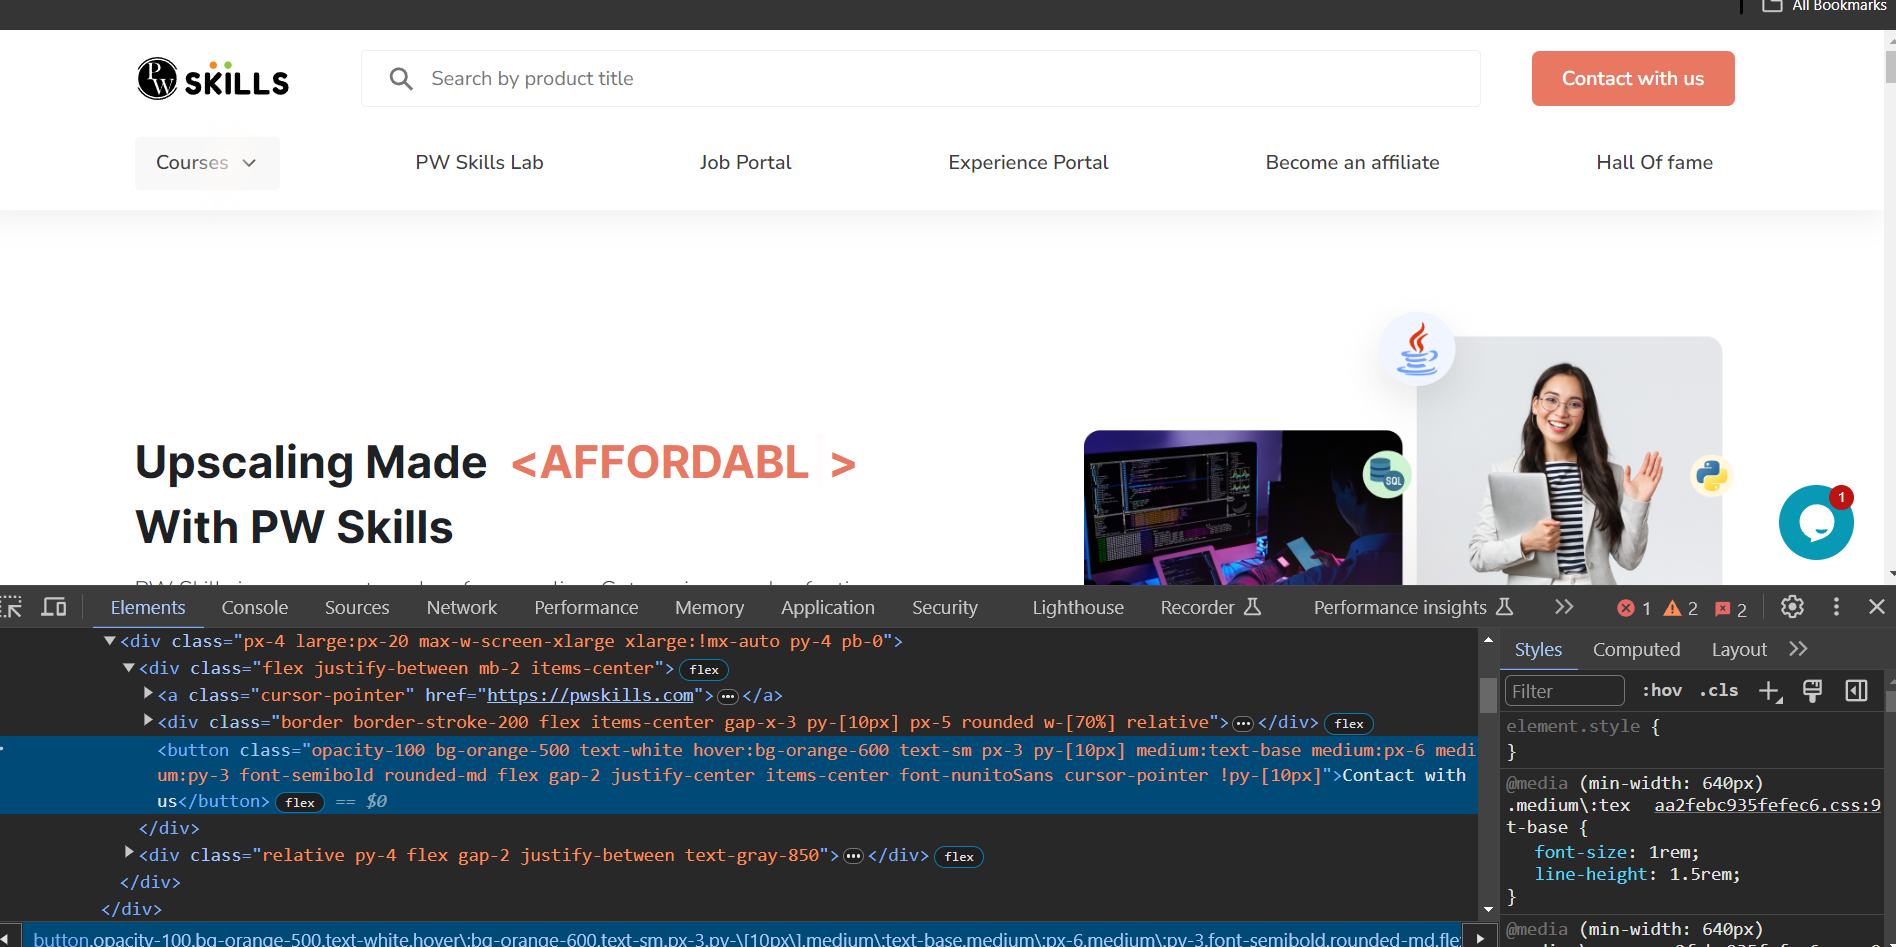 All Bookmarks
PW SKILLS
Search by product title
Contact with us
Courses
PW Skills Lab
Job Portal
Experience Portal
Become an affiliate
Hall Of fame
Upscaling Made <AFFORDABL >
With PW Skills
SQL
1
Elements Console Sources Network Performance Memory Application Security Lighthouse Recorder Performance insights 1 2 2
<div class="px-4 large:px-20 max-w-screen-xlarge xlarge:!mx-auto py-4 pb-0">
<div class="flex justify-between mb-2 items-center"> flex
<a class="cursor-pointer" href="https://pwskills.com"> ••• </a>
<div class="border border-stroke-200 flex items-center gap-x-3 py-[10px] px-5 rounded w-[70%] relative"> ••• </div> flex
<button class="opacity-100 bg-orange-500 text-white hover:bg-orange-600 text-sm px-3 py-[10px] medium:text-base medium:px-6 medi
um:py-3 font-semibold rounded-md flex gap-2 justify-center items-center font-nunitoSans cursor-pointer !py-[10px]">Contact with
us</button> flex == $0
</div>
<div class="relative py-4 flex gap-2 justify-between text-gray-850"> ••• </div> flex
</div>
</div>
button.opacity-100.bg-orange-500.text-white.hover\:bg-orange-600.text-sm.px-3.py-\[10px\].medium\:text-base.medium\:px-6.medium\:py-3.font-semibold.rounded-md.fle
Styles Computed Layout
Filter :hov .cls
element.style {
}
@media (min-width: 640px)
.medium\:tex aa2febc935fefec6.css:9
t-base {
font-size: 1rem;
line-height: 1.5rem;
}
@media (min-width: 640px)